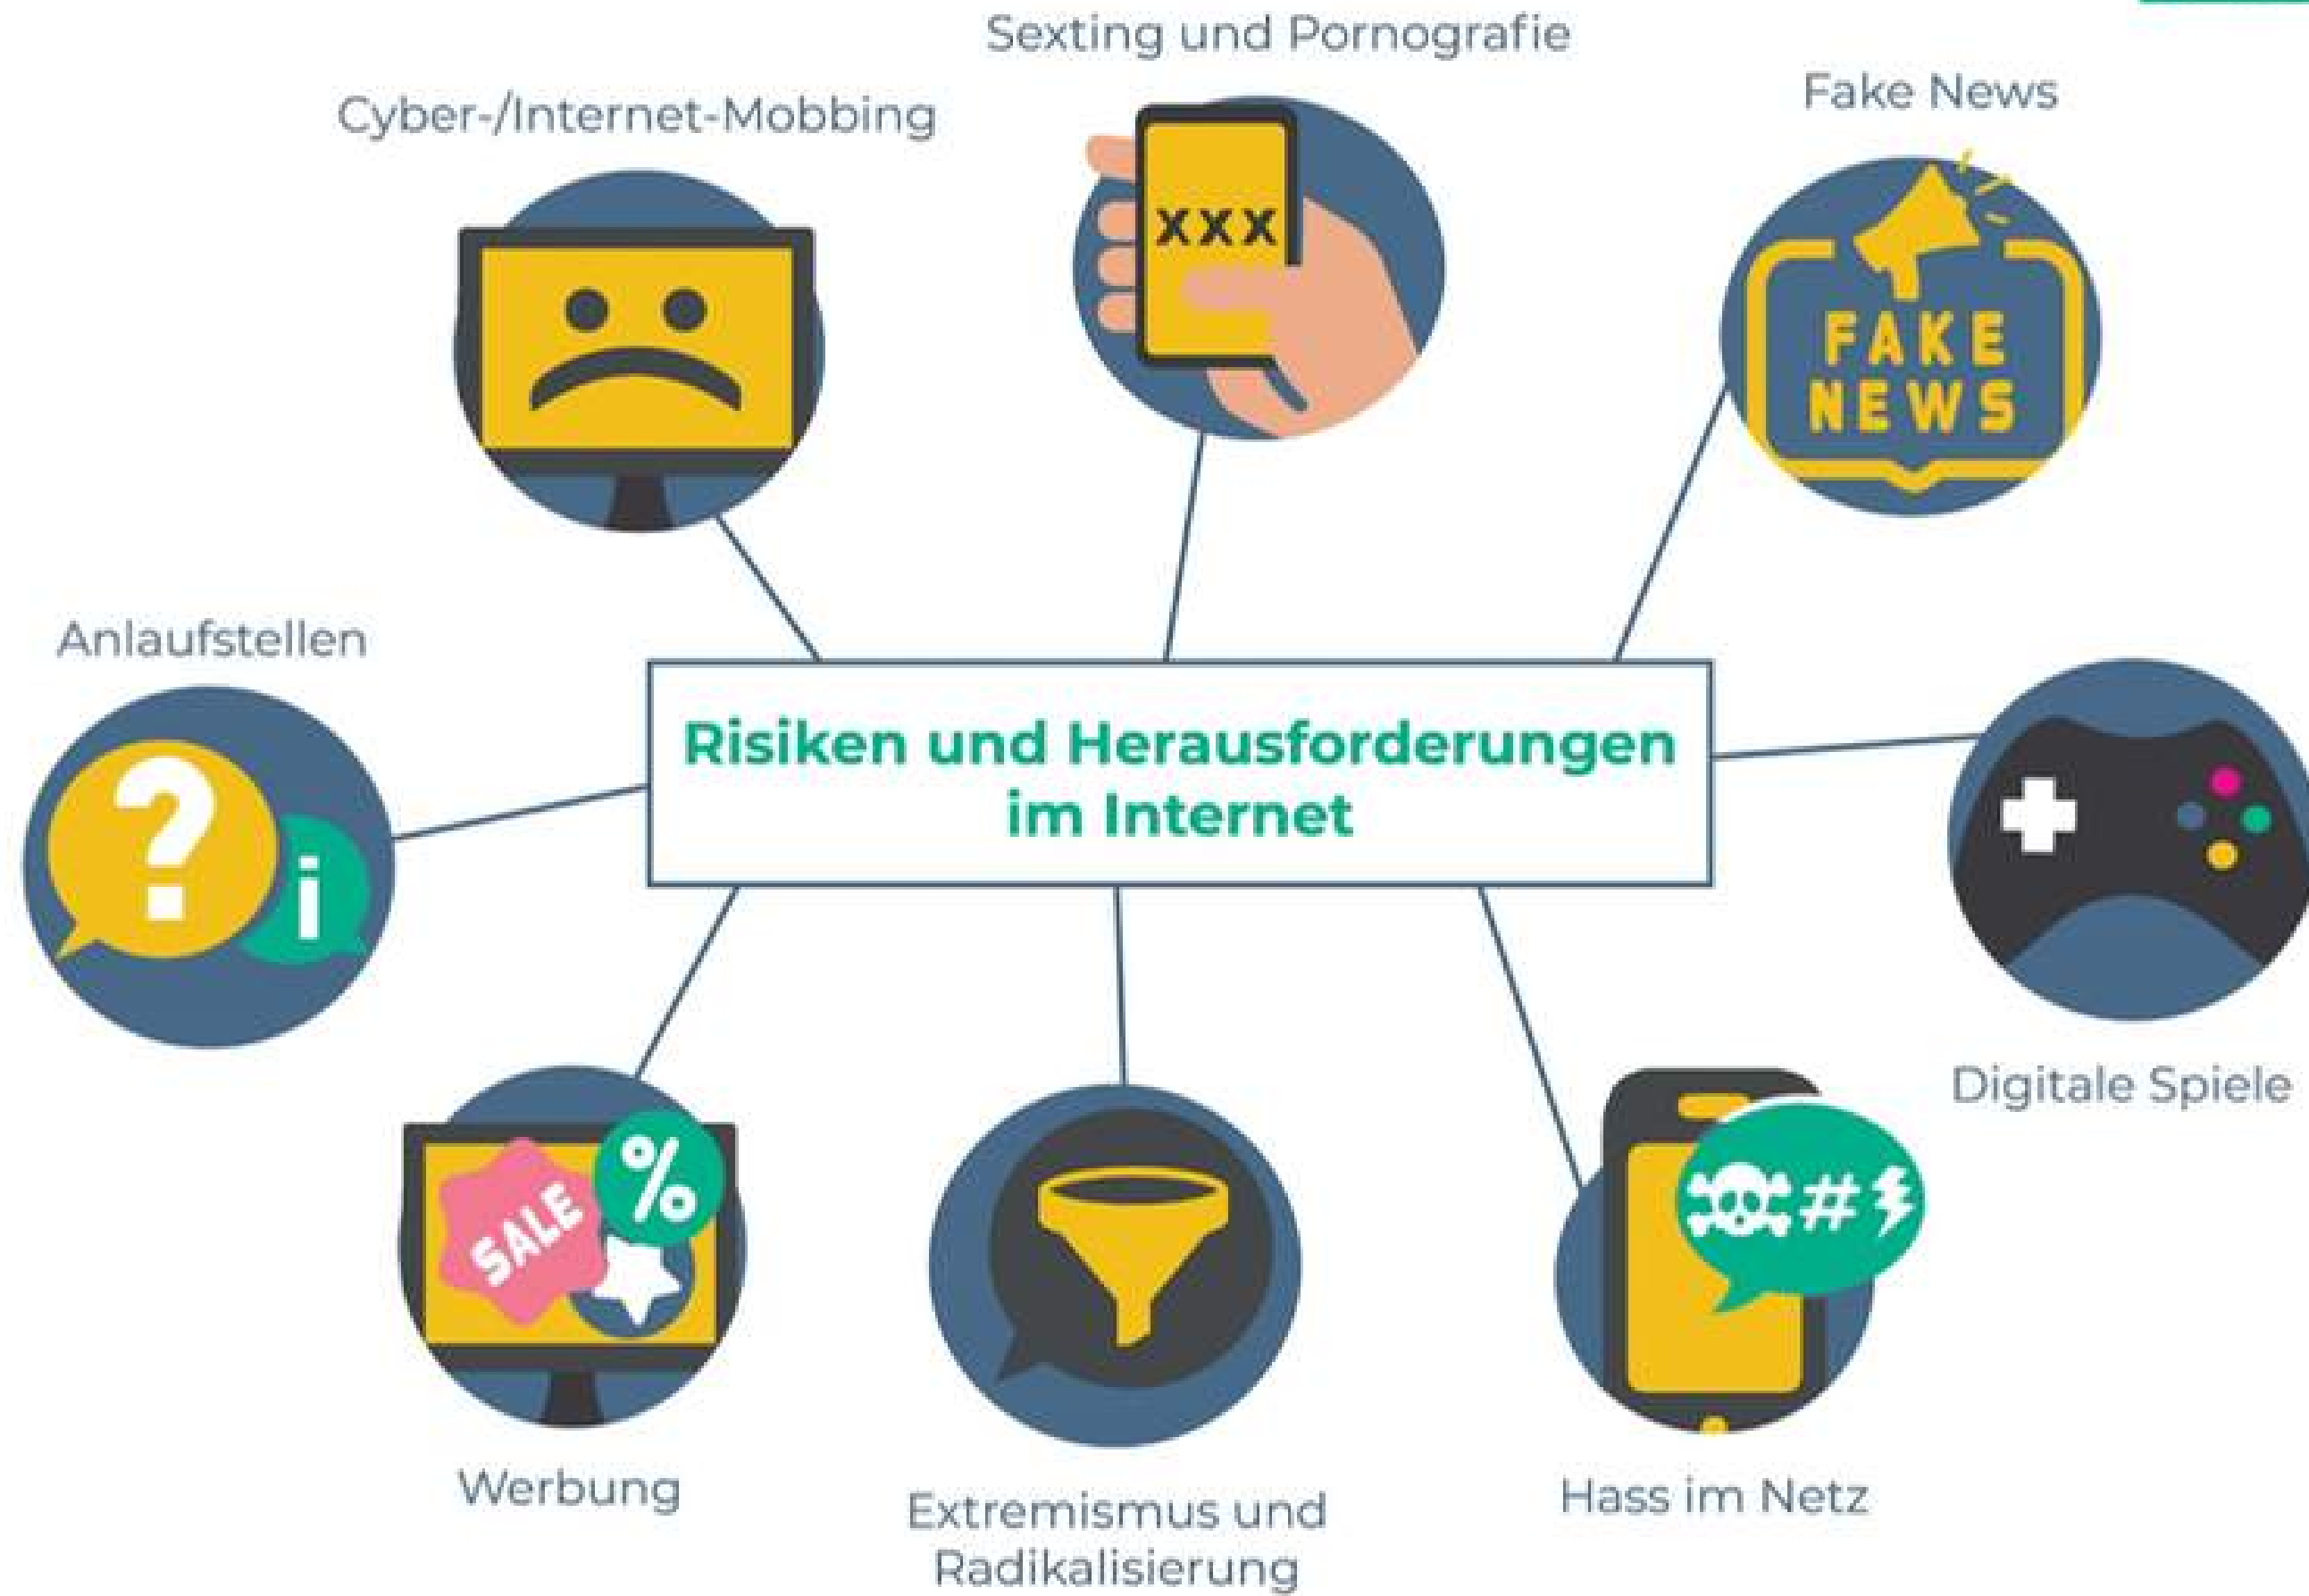 Sexting und Pornografie
Cyber-/Internet-Mobbing
Fake News
XXX
FAKE
NEWS
Anlaufstellen
Risiken und Herausforderungen
im Internet
?
i
Digitale Spiele
SALE
%
#
Werbung
Extremismus und
Radikalisierung
Hass im Netz